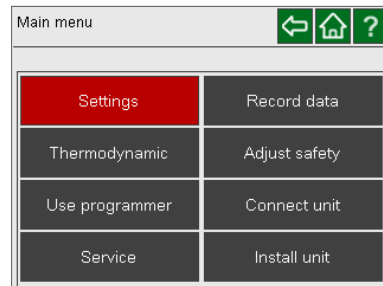 Main menu ?
Settings Record data
Thermodynamic Adjust safety
Use programmer Connect unit
Service Install unit